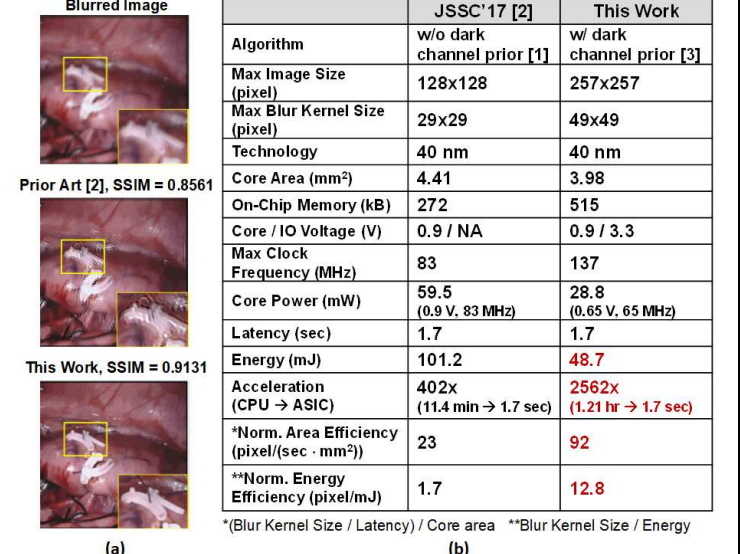 Blurred Image
Prior Art [2], SSIM = 0.8561
This Work, SSIM = 0.9131
(a)
JSSC'17 [2] This Work
Algorithm w/o dark channel prior [1] w/ dark channel prior [3]
Max Image Size (pixel) 128x128 257x257
Max Blur Kernel Size (pixel) 29x29 49x49
Technology 40 nm 40 nm
Core Area (mm²) 4.41 3.98
On-Chip Memory (kB) 272 515
Core / IO Voltage (V) 0.9 / NA 0.9 / 3.3
Max Clock Frequency (MHz) 83 137
Core Power (mW) 59.5 (0.9 V, 83 MHz) 28.8 (0.65 V, 65 MHz)
Latency (sec) 1.7 1.7
Energy (mJ) 101.2 48.7
Acceleration (CPU → ASIC) 402x (11.4 min → 1.7 sec) 2562x (1.21 hr → 1.7 sec)
*Norm. Area Efficiency (pixel/(sec · mm²)) 23 92
**Norm. Energy Efficiency (pixel/mJ) 1.7 12.8
*(Blur Kernel Size / Latency) / Core area **Blur Kernel Size / Energy
(b)